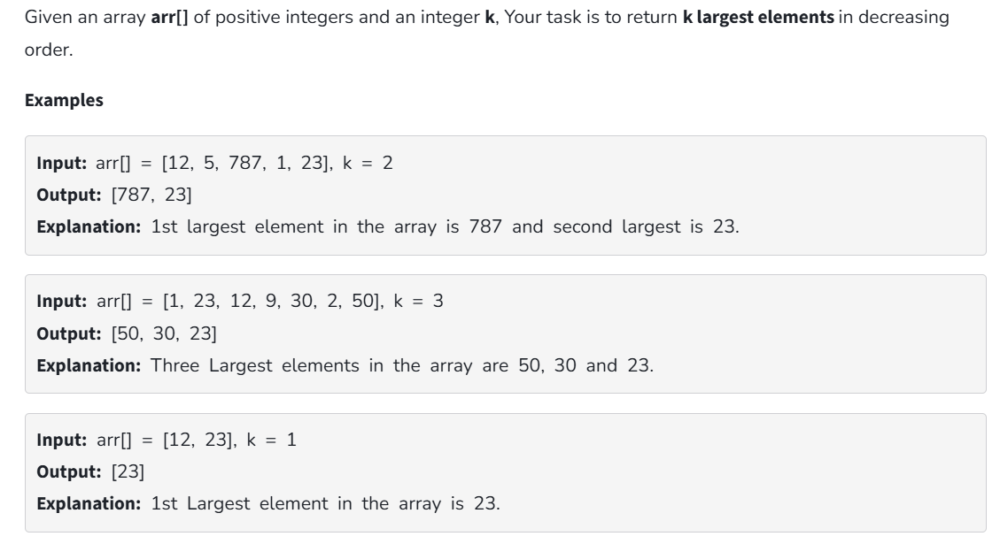 Given an array arr[] of positive integers and an integer k, Your task is to return k largest elements in decreasing
order.
Examples
Input: arr[] = [12, 5, 787, 1, 23], k = 2
Output: [787, 23]
Explanation: 1st largest element in the array is 787 and second largest is 23.
Input: arr[] = [1, 23, 12, 9, 30, 2, 50], k = 3
Output: [50, 30, 23]
Explanation: Three Largest elements in the array are 50, 30 and 23.
Input: arr[] = [12, 23], k = 1
Output: [23]
Explanation: 1st Largest element in the array is 23.